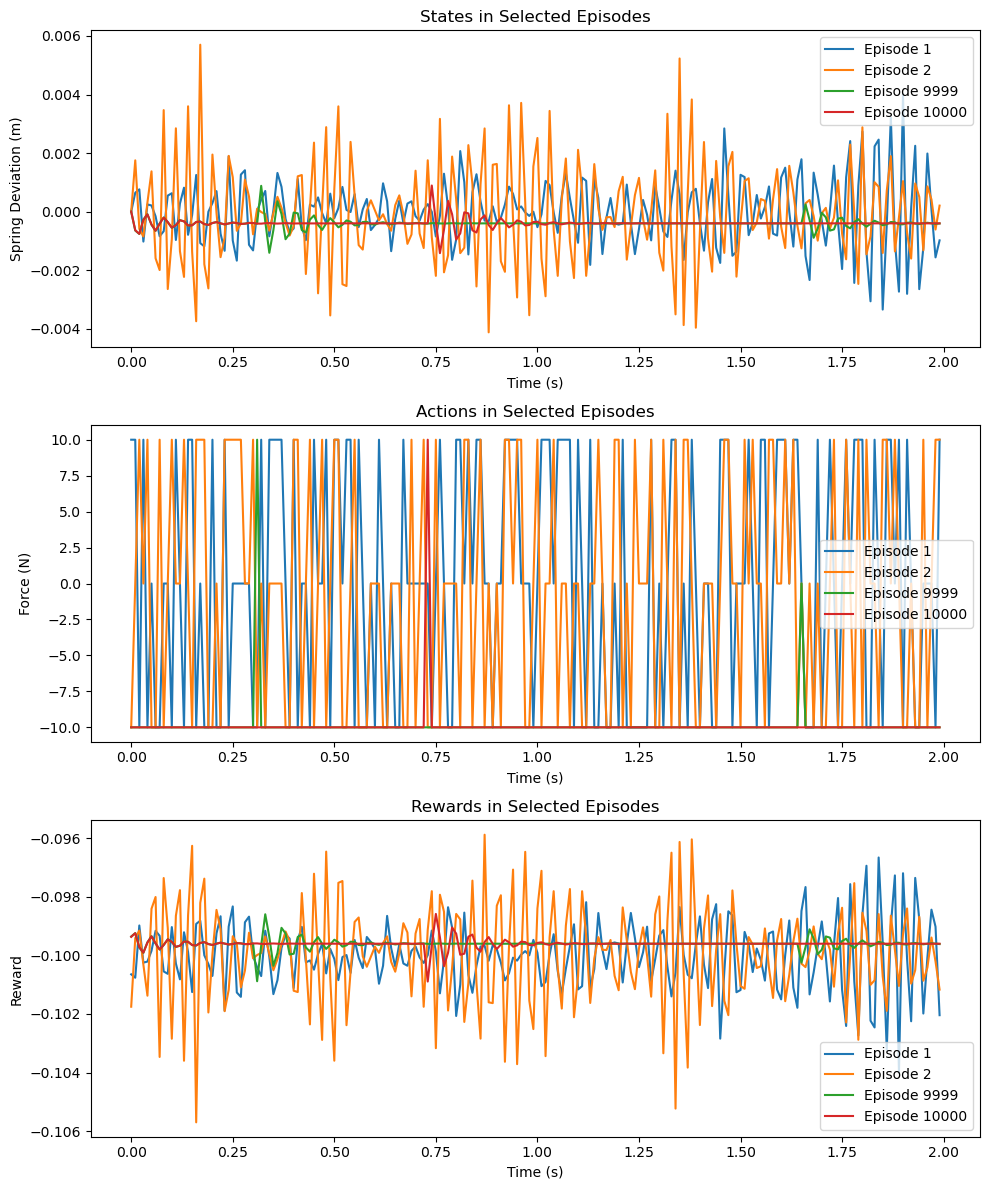 States in Selected Episodes
Spring Deviation (m)
0.006
0.004
0.002
0.000
−0.002
−0.004
Episode 1
Episode 2
Episode 9999
Episode 10000
0.00 0.25 0.50 0.75 1.00 1.25 1.50 1.75 2.00
Time (s)
Actions in Selected Episodes
Force (N)
10.0
7.5
5.0
2.5
0.0
−2.5
−5.0
−7.5
−10.0
Episode 1
Episode 2
Episode 9999
Episode 10000
0.00 0.25 0.50 0.75 1.00 1.25 1.50 1.75 2.00
Time (s)
Rewards in Selected Episodes
Reward
−0.096
−0.098
−0.100
−0.102
−0.104
−0.106
Episode 1
Episode 2
Episode 9999
Episode 10000
0.00 0.25 0.50 0.75 1.00 1.25 1.50 1.75 2.00
Time (s)